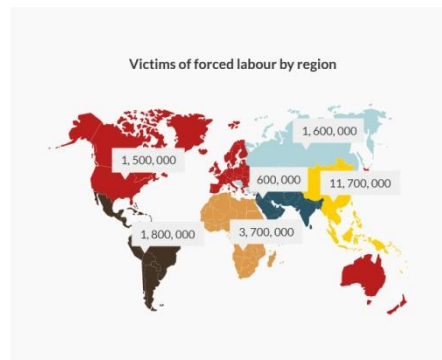 Victims of forced labour by region
1, 600, 000
1, 500, 000
600, 000
11, 700, 000
1, 800, 000
3, 700, 000